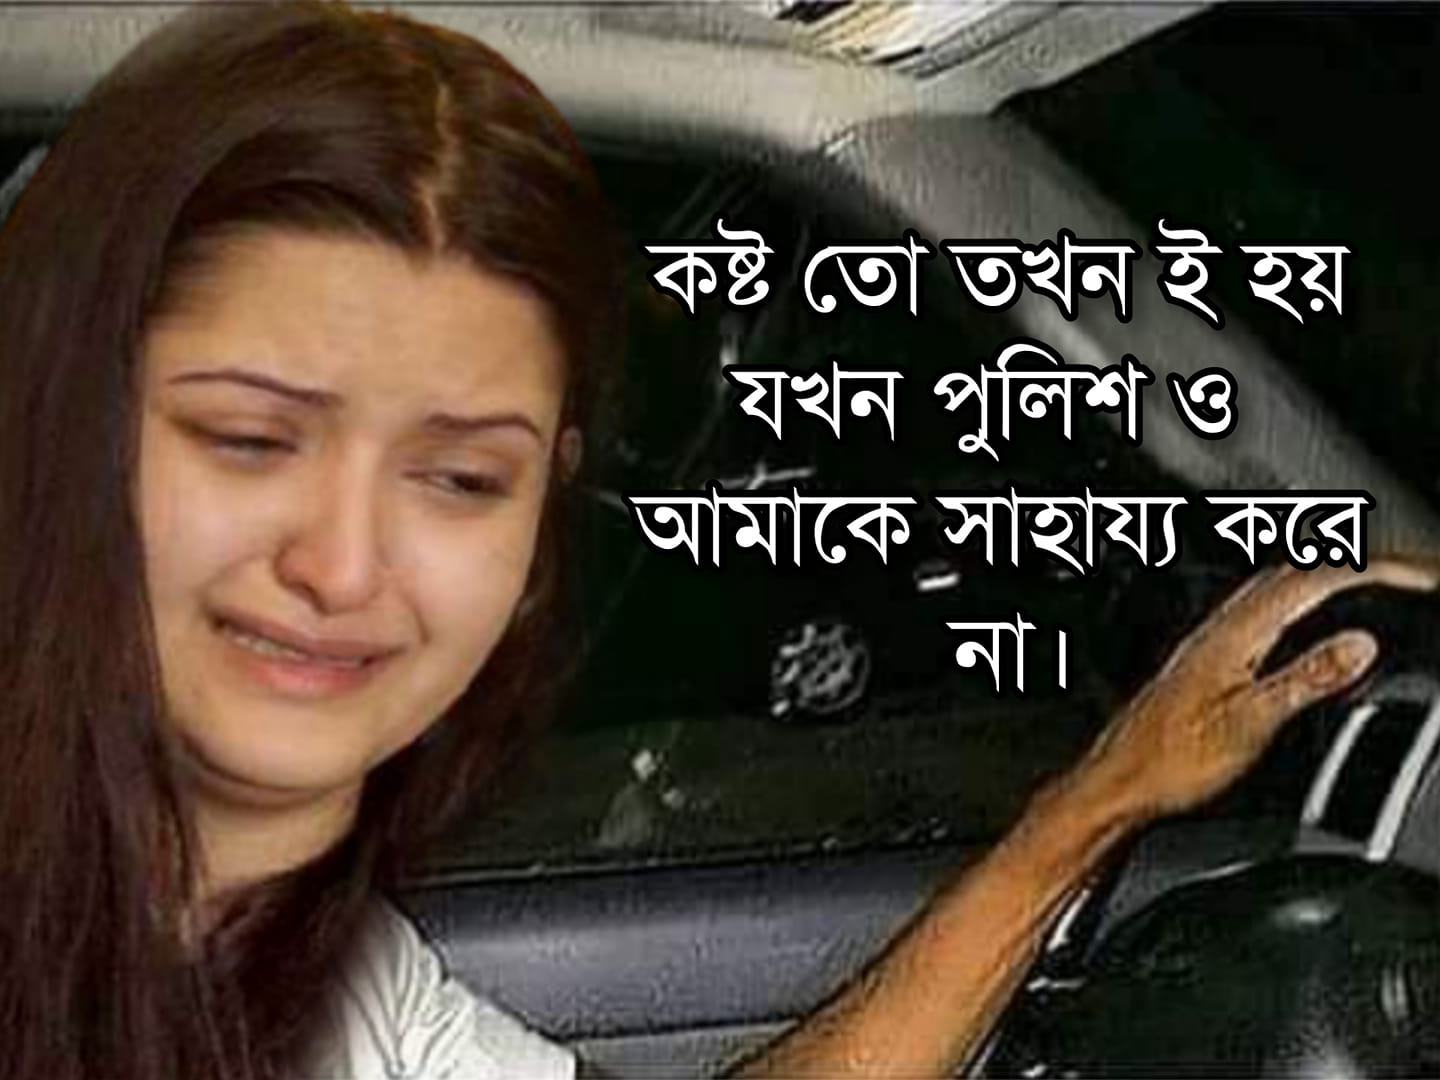 কষ্ট তো তখন ই হয়
যখন পুলিশ ও
আমাকে সাহায্য করে
না।